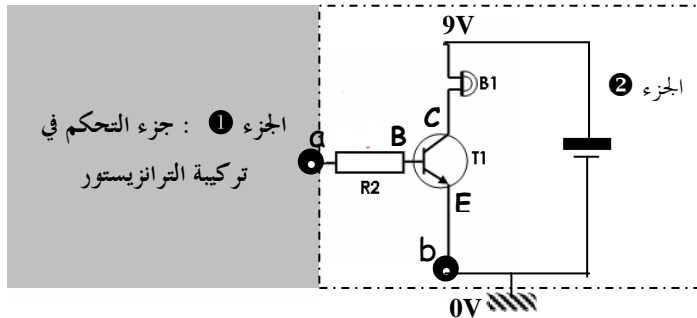 9V
الجزء ❷
B1
C
الجزء ❶ : جزء التحكم في
تركيبة الترانزيستور
a
B
T1
R2
E
b
0V